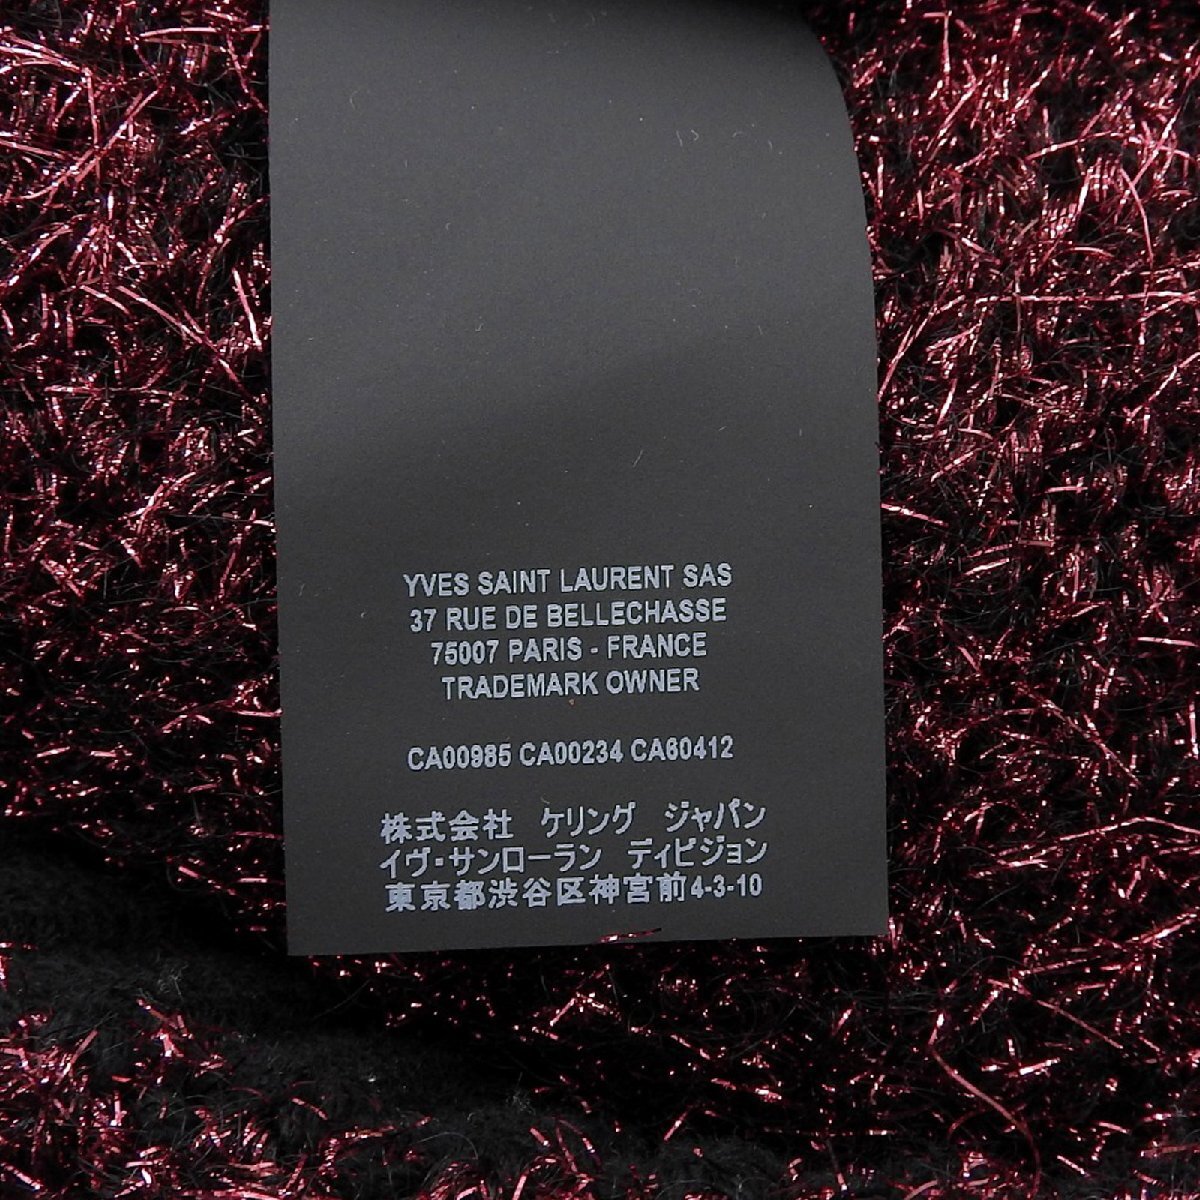 YVES SAINT LAURENT SAS
37 RUE DE BELLECHASSE
75007 PARIS - FRANCE
TRADEMARK OWNER
CA00985 CA00234 CA60412
株式会社 ケリング ジャパン
イヴ・サンローラン ディビジョン
東京都渋谷区神宮前4-3-10